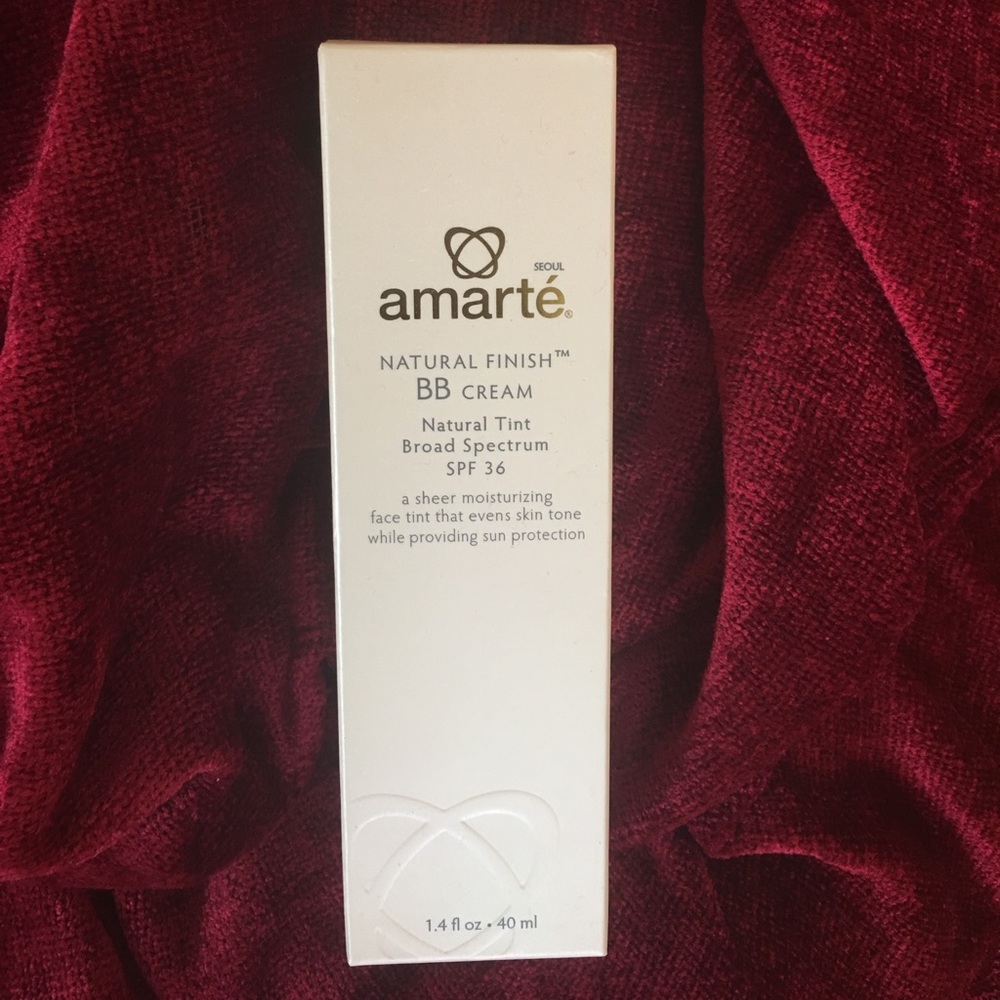 SEOUL
amarté®
NATURAL FINISH™
BB CREAM
Natural Tint
Broad Spectrum
SPF 36
a sheer moisturizing
face tint that evens skin tone
while providing sun protection
1.4 fl oz • 40 ml